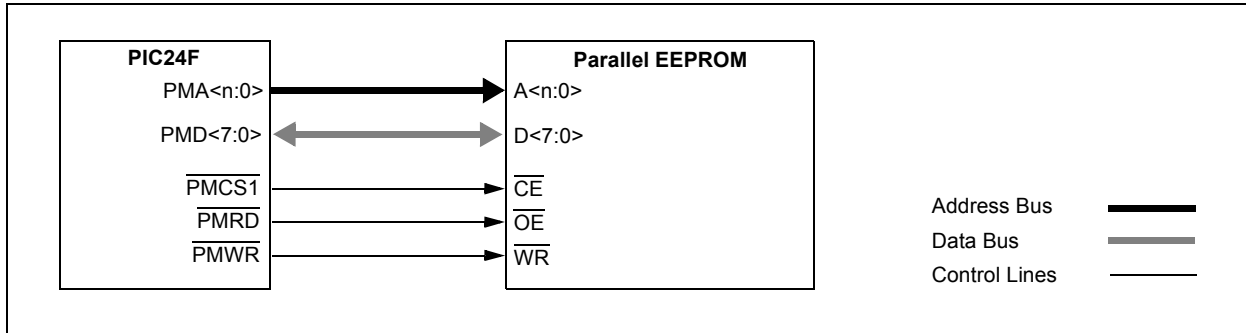 PIC24F
PMA<n:0>
PMD<7:0>
PMCS1
PMRD
PMWR
Parallel EEPROM
A<n:0>
D<7:0>
CE
OE
WR
Address Bus
Data Bus
Control Lines